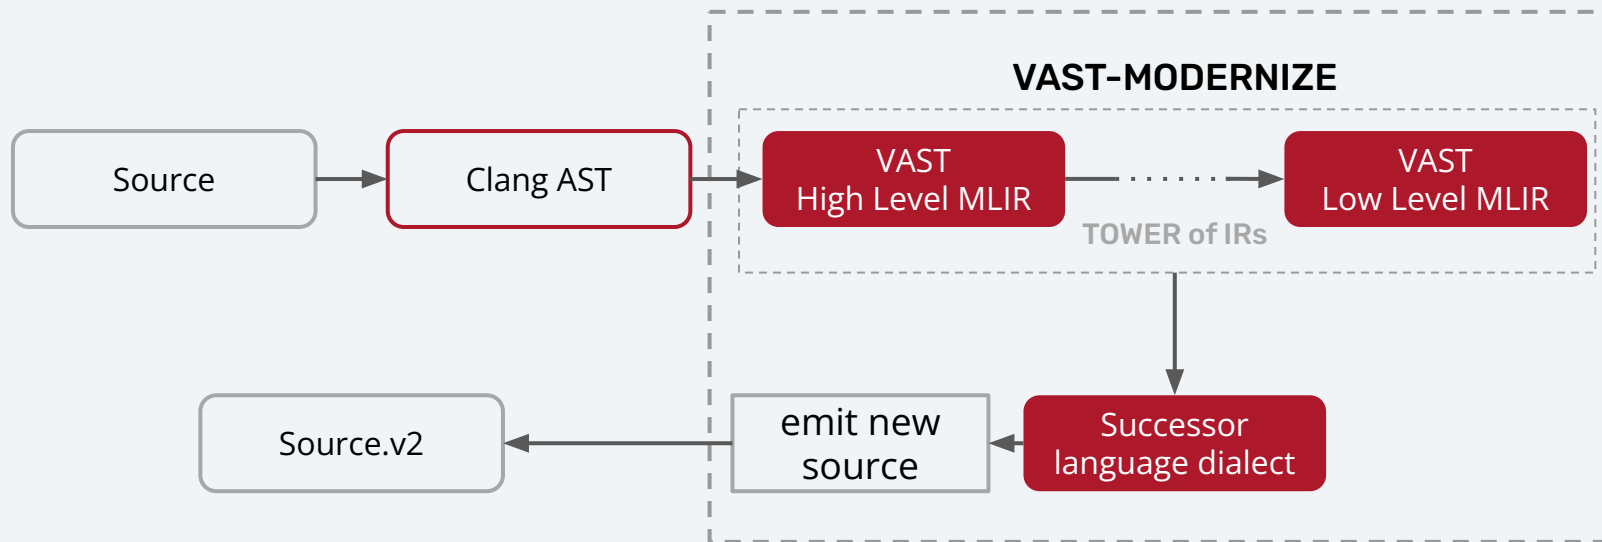 VAST-MODERNIZE
Source
Clang AST
VAST
High Level MLIR
VAST
Low Level MLIR
TOWER of IRs
Source.v2
emit new
source
Successor
language dialect